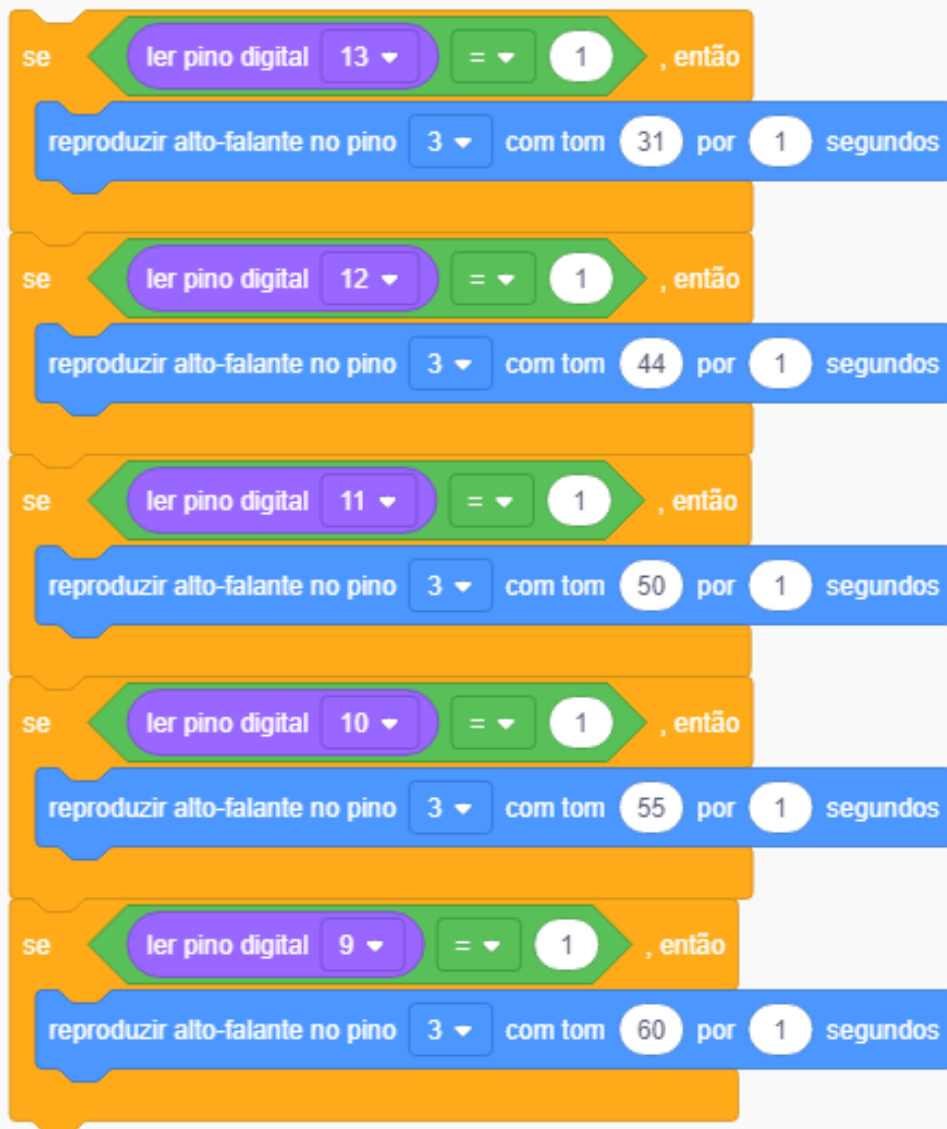 se ler pino digital 13 = 1 , então
reproduzir alto-falante no pino 3 com tom 31 por 1 segundos
se ler pino digital 12 = 1 , então
reproduzir alto-falante no pino 3 com tom 44 por 1 segundos
se ler pino digital 11 = 1 , então
reproduzir alto-falante no pino 3 com tom 50 por 1 segundos
se ler pino digital 10 = 1 , então
reproduzir alto-falante no pino 3 com tom 55 por 1 segundos
se ler pino digital 9 = 1 , então
reproduzir alto-falante no pino 3 com tom 60 por 1 segundos